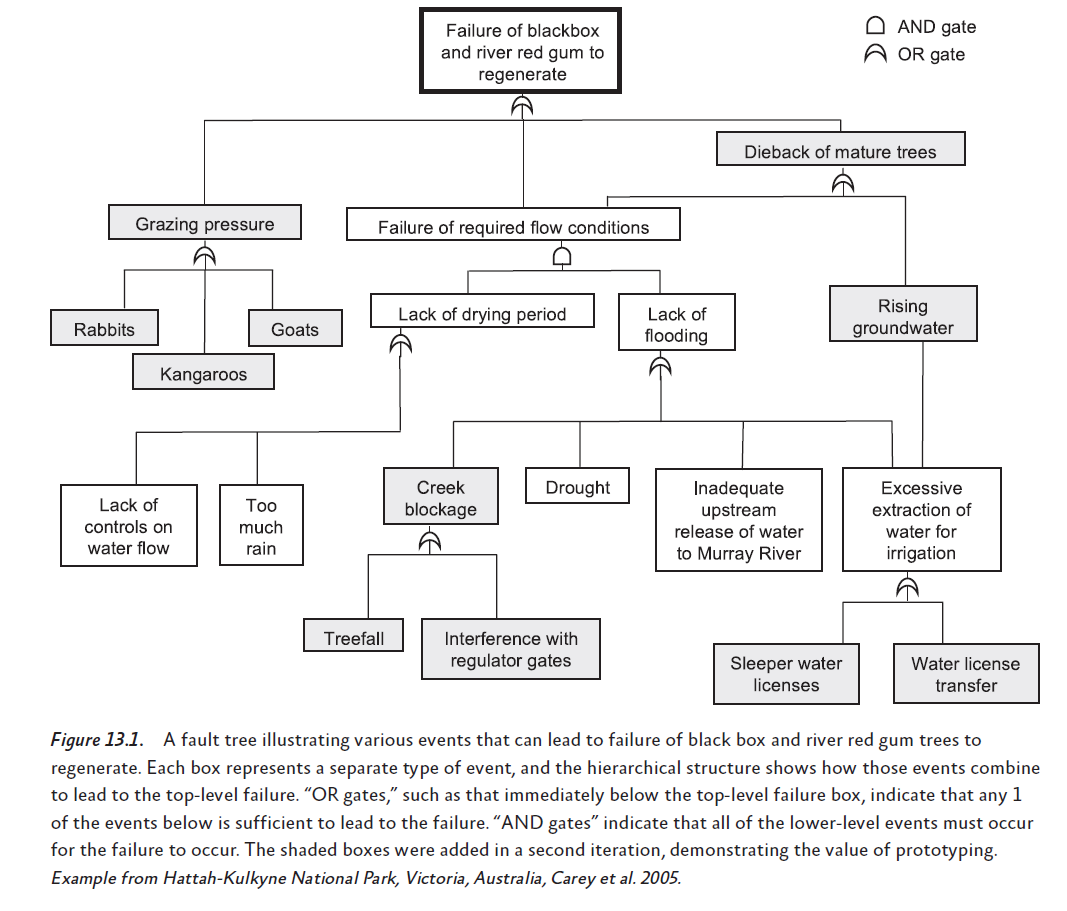 Failure of blackbox
and river red gum to
regenerate
AND gate
OR gate
Dieback of mature trees
Grazing pressure
Failure of required flow conditions
Rabbits
Goats
Kangaroos
Lack of drying period
Lack of
flooding
Rising
groundwater
Lack of
controls on
water flow
Too
much
rain
Creek
blockage
Drought
Inadequate
upstream
release of water
to Murray River
Excessive
extraction of
water for
irrigation
Treefall
Interference with
regulator gates
Sleeper water
licenses
Water license
transfer
Figure 13.1. A fault tree illustrating various events that can lead to failure of black box and river red gum trees to
regenerate. Each box represents a separate type of event, and the hierarchical structure shows how those events combine
to lead to the top-level failure. “OR gates,” such as that immediately below the top-level failure box, indicate that any 1
of the events below is sufficient to lead to the failure. “AND gates” indicate that all of the lower-level events must occur
for the failure to occur. The shaded boxes were added in a second iteration, demonstrating the value of prototyping.
Example from Hattah-Kulkyne National Park, Victoria, Australia, Carey et al. 2005.